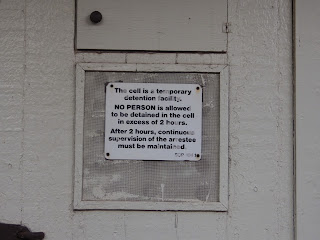 The cell is a temporary
detention facility.
NO PERSON is allowed
to be detained in the cell
in excess of 2 hours.
After 2 hours, continuous
supervision of the arrestee
must be maintained.